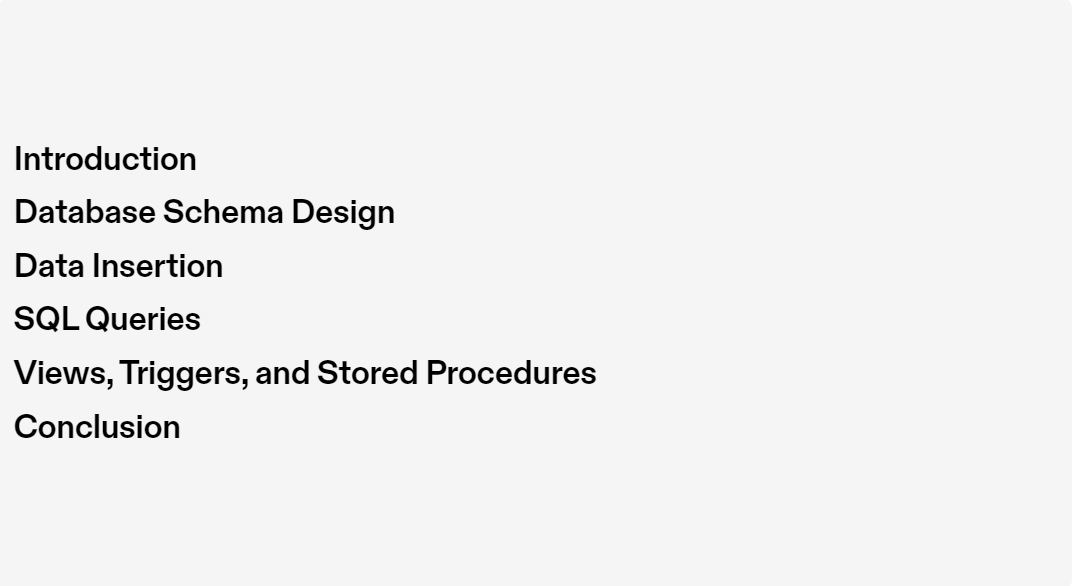 Introduction
Database Schema Design
Data Insertion
SQL Queries
Views, Triggers, and Stored Procedures
Conclusion